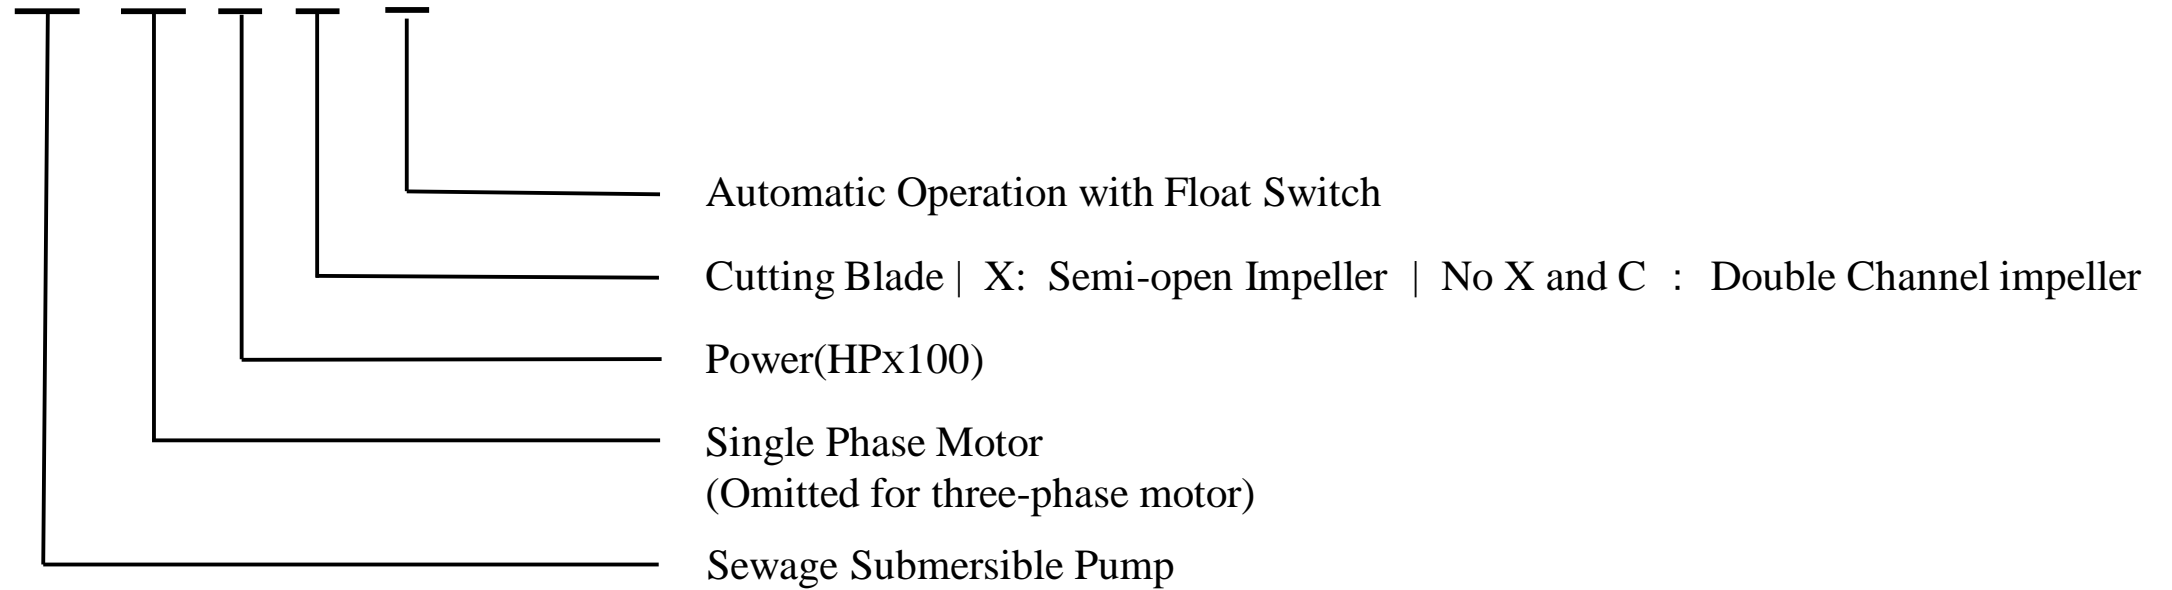 Automatic Operation with Float Switch
Cutting Blade | X: Semi-open Impeller | No X and C : Double Channel impeller
Power(HPx100)
Single Phase Motor
(Omitted for three-phase motor)
Sewage Submersible Pump